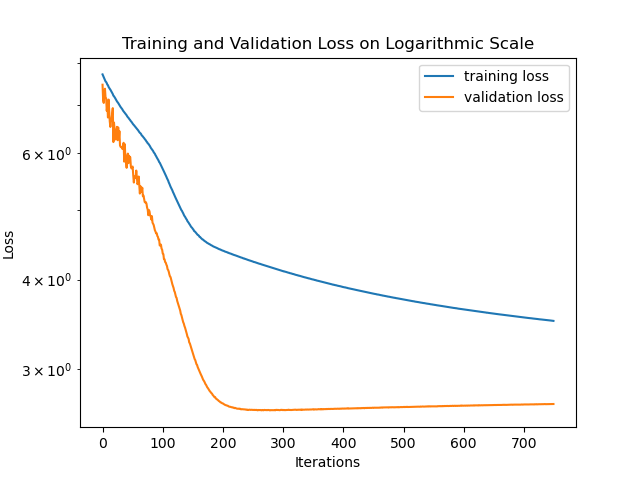 Training and Validation Loss on Logarithmic Scale
training loss
validation loss
6 × 10⁰
4 × 10⁰
3 × 10⁰
Loss
0 100 200 300 400 500 600 700
Iterations